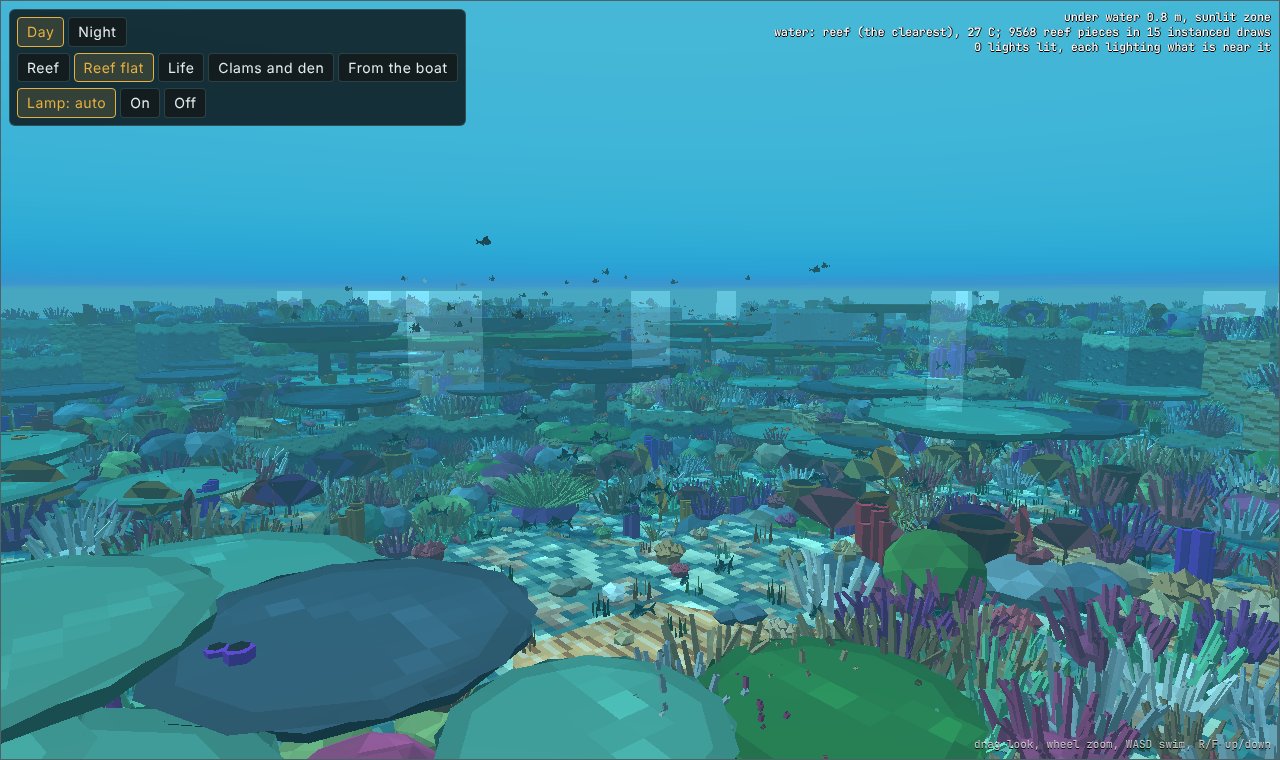 Day Night
Reef Reef flat Life Clams and den From the boat
Lamp: auto On Off
under water 0.8 m, sunlit zone
water: reef (the clearest), 27 C; 9568 reef pieces in 15 instanced draws
0 lights lit, each lighting what is near it
drag look, wheel zoom, WASD swim, R/F up/down